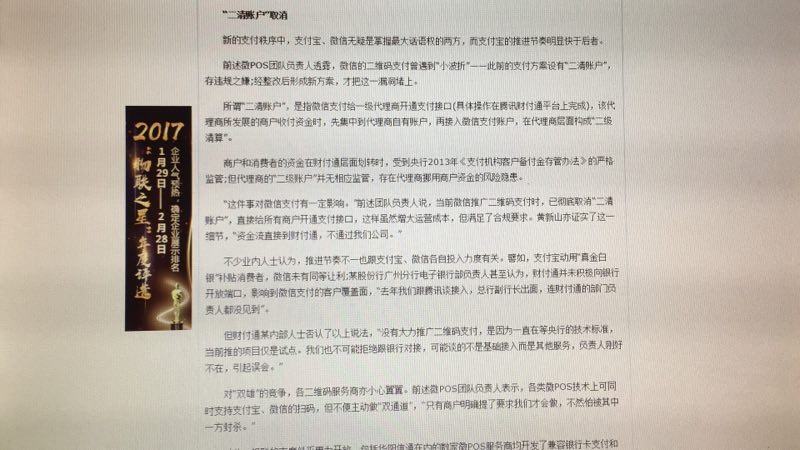 “二清账户”取消
新的支付秩序中，支付宝、微信无疑是掌握最大话语权的两方，而支付宝的推进节奏明显快于后者。
前述微POS团队负责人透露，微信的二维码支付曾遇到“小波折”——此前的支付方案设有“二清账户”，
存违规之嫌;经整改后形成新方案，才把这一漏洞堵上。
所谓“二清账户”，是指微信支付给一级代理商开通支付接口(具体操作在腾讯财付通平台上完成)，该代
理商所发展的商户收付资金时，先集中到代理商自有账户，再接入微信支付账户，在代理商层面构成“二级
清算”。
商户和消费者的资金在财付通层面划转时，受到央行2013年《支付机构客户备付金存管办法》的严格
监管;但代理商的“二级账户”并无相应监管，存在代理商挪用商户资金的风险隐患。
“这件事对微信支付有一定影响。”前述团队负责人说，当前微信推广二维码支付时，已彻底取消“二清
账户”，直接给所有商户开通支付接口，这样虽然增大运营成本，但满足了合规要求。黄新山亦证实了这一
细节，“资金流直接到财付通，不通过我们公司。”
不少业内人士认为，推进节奏不一也跟支付宝、微信各自投入力度有关。譬如，支付宝动用“真金白
银”补贴消费者，微信未有同等让利;某股份行广州分行电子银行部负责人甚至认为，财付通并未积极向银行
开放端口，影响到微信支付的客户覆盖面，“去年我们跟腾讯谈接入，总行副行长出面，连财付通的部门负
责人都没见到”。
但财付通某内部人士否认了以上说法，“没有大力推广二维码支付，是因为一直在等央行的技术标准，
当前推的项目仅是试点。我们也不可能拒绝跟银行对接，可能谈的不是基础接入而是其他服务，负责人刚好
不在，引起误会。”
对“双雄”的竞争，各二维码服务商亦小心翼翼。前述微POS团队负责人表示，各类微POS技术上可同
时支持支付宝、微信的扫码，但不便主动做“双通道”，“只有商户明确提了要求我们才会做，不然怕被其中
一方封杀。”
信通在内的数家微POS服务商均开发了兼容银行卡支付和
2017
“物联之星”年度评选
1月29日——2月28日
企业人气预热，确定企业展示排名